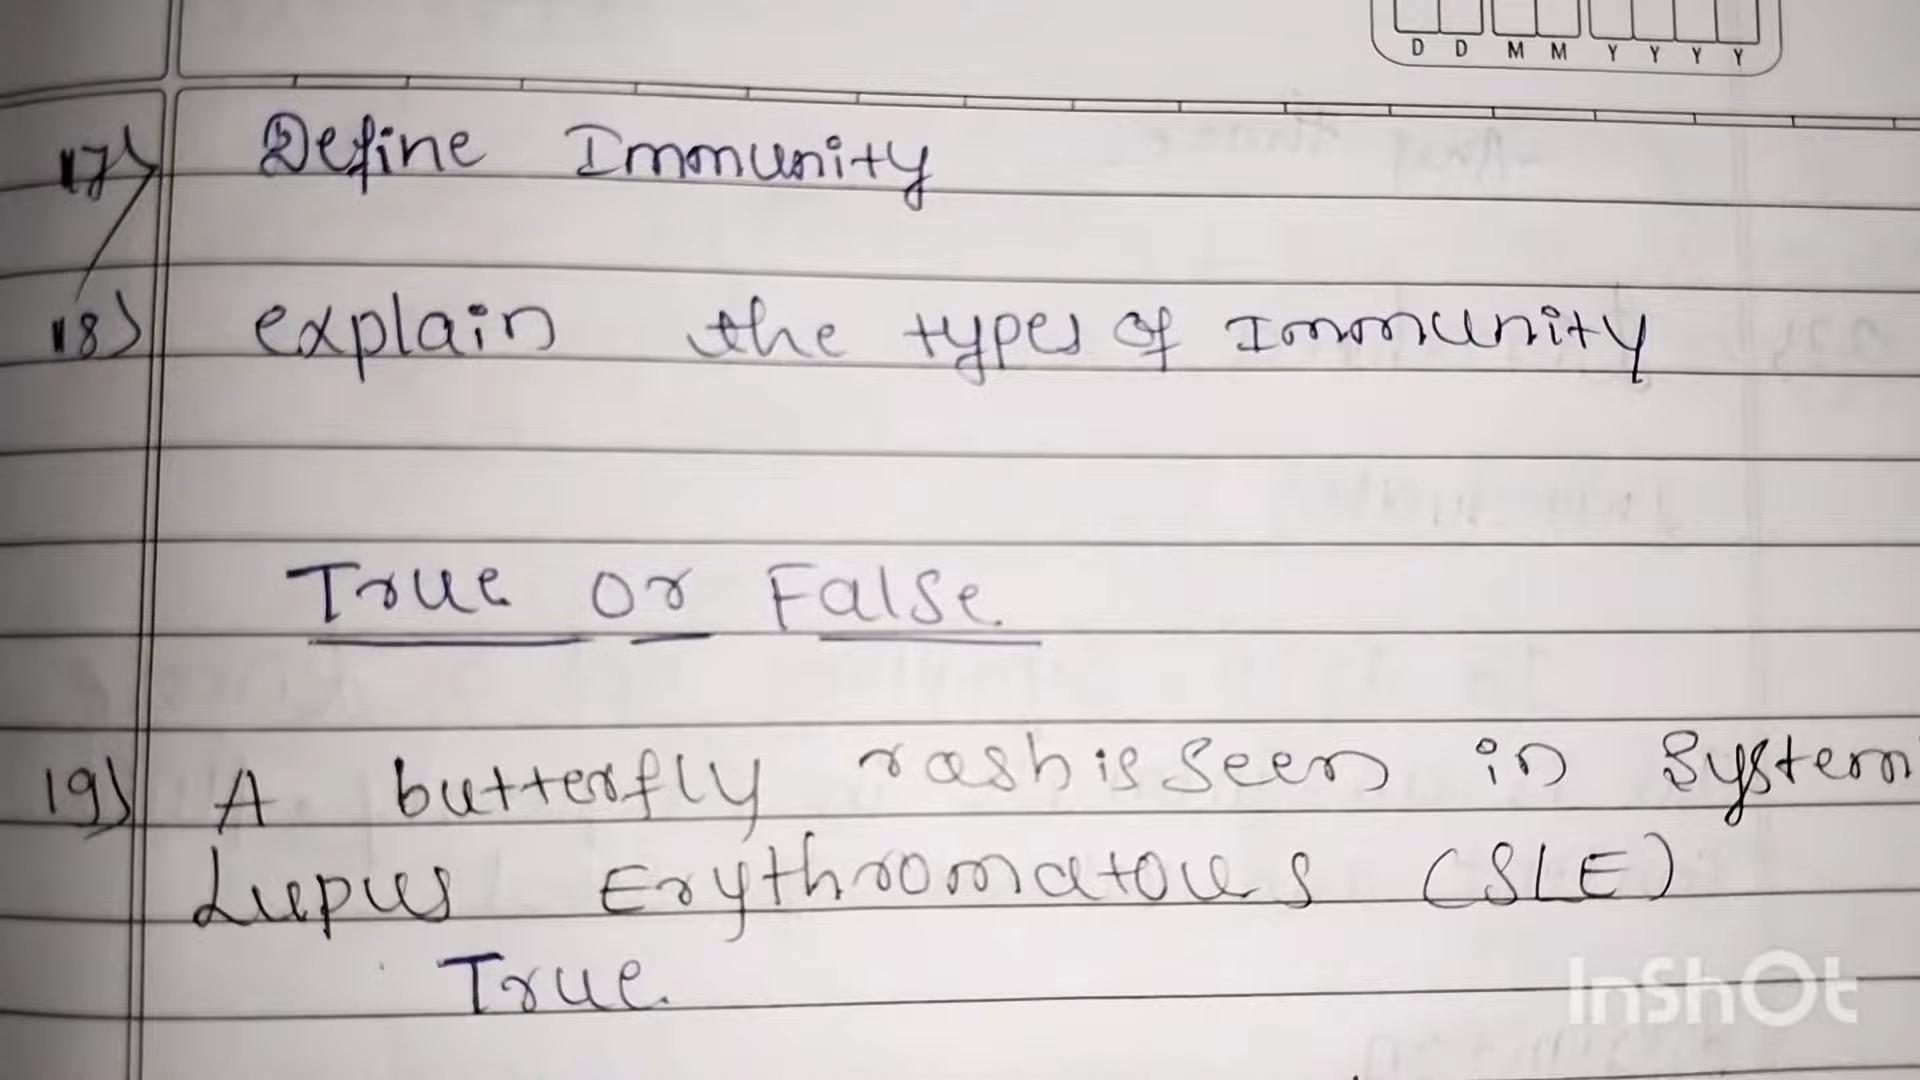 D D M M Y Y Y Y
17) Define Immunity
18) explain the types of Immunity
True or False
19) A butterfly rash is seen in System
Lupus Erythromatous (SLE)
True
InShOt